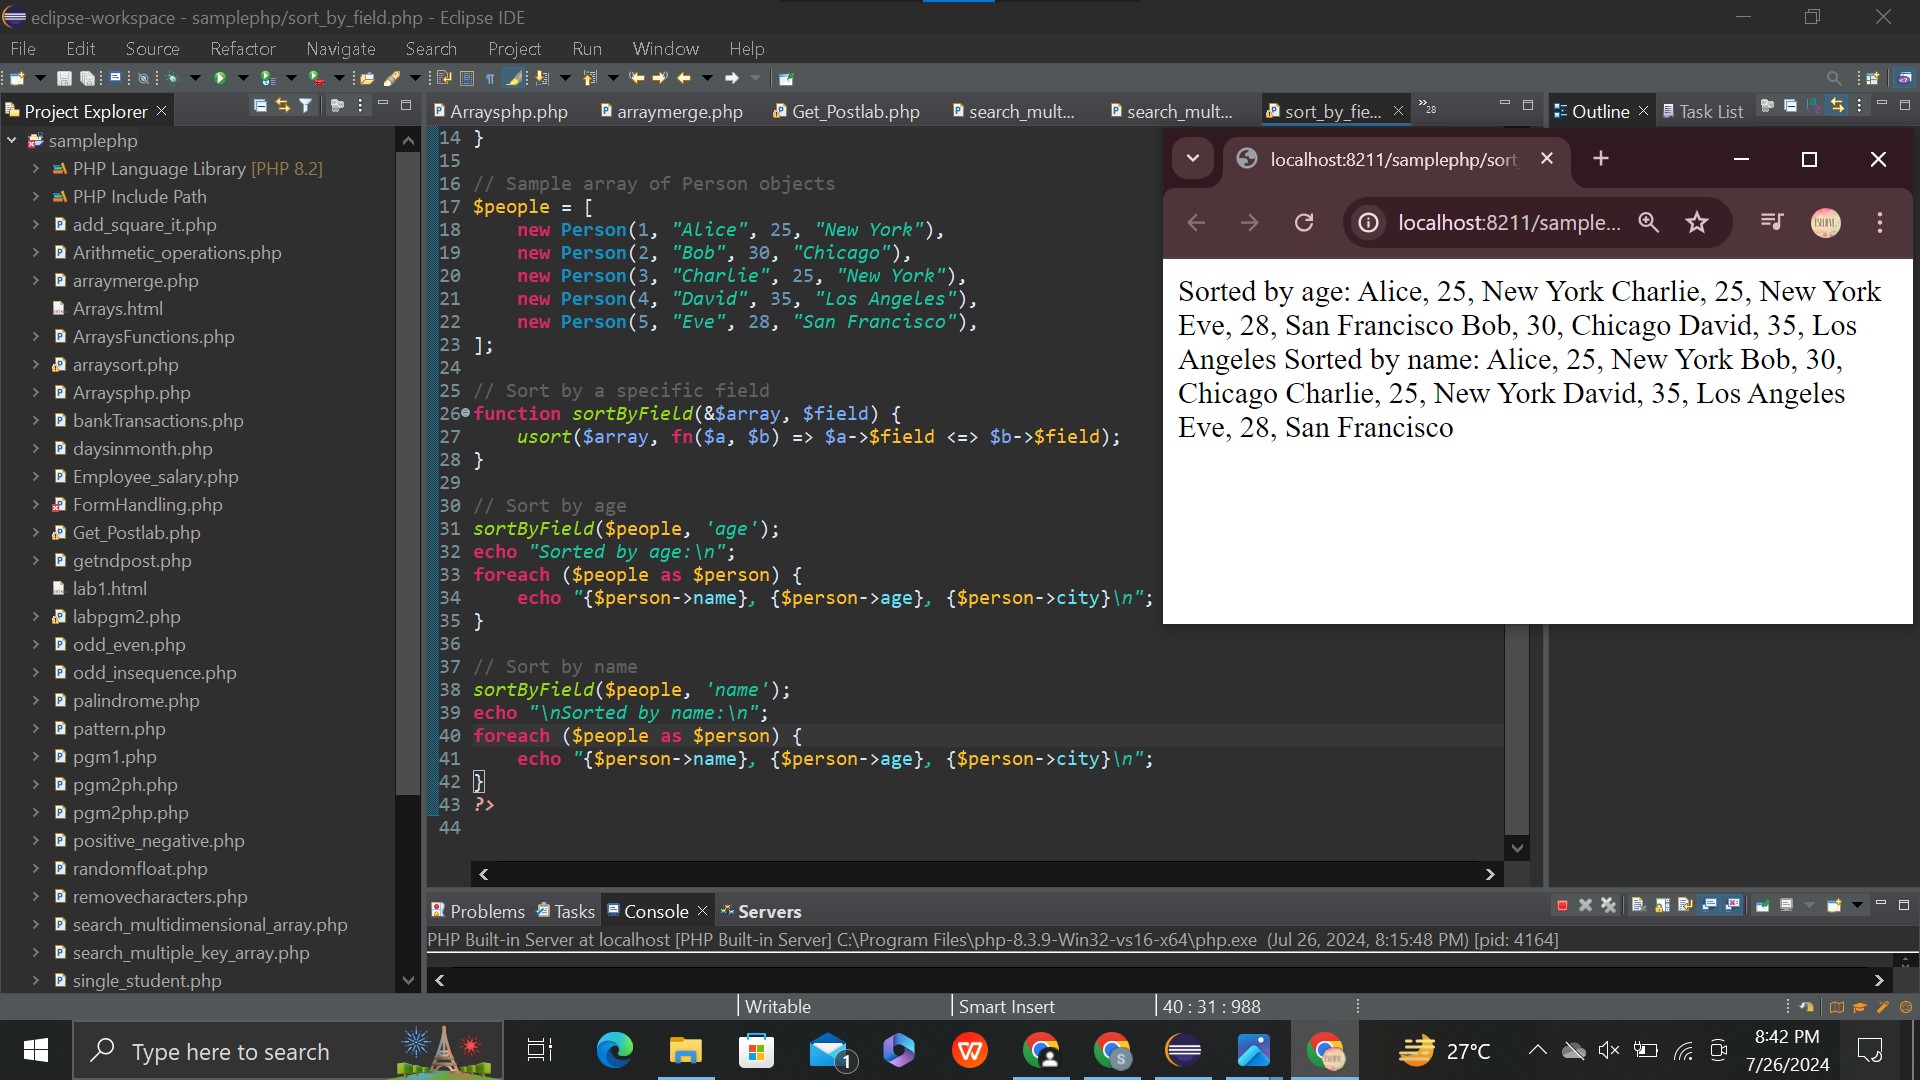 eclipse-workspace - samplephp/sort_by_field.php - Eclipse IDE
File Edit Source Refactor Navigate Search Project Run Window Help
Project Explorer
samplephp
PHP Language Library [PHP 8.2]
PHP Include Path
add_square_it.php
Arithmetic_operations.php
arraymerge.php
Arrays.html
ArraysFunctions.php
arraysort.php
Arraysphp.php
bankTransactions.php
daysinmonth.php
Employee_salary.php
FormHandling.php
Get_Postlab.php
getndpost.php
lab1.html
labpgm2.php
odd_even.php
odd_insequence.php
palindrome.php
pattern.php
pgm1.php
pgm2ph.php
pgm2php.php
positive_negative.php
randomfloat.php
removecharacters.php
search_multidimensional_array.php
search_multiple_key_array.php
single_student.php
Arraysphp.php arraymerge.php Get_Postlab.php search_mult... search_mult... sort_by_fie... »28
14 }
15
16 // Sample array of Person objects
17 $people = [
18     new Person(1, "Alice", 25, "New York"),
19     new Person(2, "Bob", 30, "Chicago"),
20     new Person(3, "Charlie", 25, "New York"),
21     new Person(4, "David", 35, "Los Angeles"),
22     new Person(5, "Eve", 28, "San Francisco"),
23 ];
24
25 // Sort by a specific field
26 function sortByField(&$array, $field) {
27     usort($array, fn($a, $b) => $a->$field <=> $b->$field);
28 }
29
30 // Sort by age
31 sortByField($people, 'age');
32 echo "Sorted by age:\n";
33 foreach ($people as $person) {
34     echo "{$person->name}, {$person->age}, {$person->city}\n";
35 }
36
37 // Sort by name
38 sortByField($people, 'name');
39 echo "\nSorted by name:\n";
40 foreach ($people as $person) {
41     echo "{$person->name}, {$person->age}, {$person->city}\n";
42 }
43 ?>
44
Outline Task List
localhost:8211/samplephp/sort
localhost:8211/sample...
Sorted by age: Alice, 25, New York Charlie, 25, New York
Eve, 28, San Francisco Bob, 30, Chicago David, 35, Los
Angeles Sorted by name: Alice, 25, New York Bob, 30,
Chicago Charlie, 25, New York David, 35, Los Angeles
Eve, 28, San Francisco
Problems Tasks Console Servers
PHP Built-in Server at localhost [PHP Built-in Server] C:\Program Files\php-8.3.9-Win32-vs16-x64\php.exe (Jul 26, 2024, 8:15:48 PM) [pid: 4164]
Writable Smart Insert 40 : 31 : 988
Type here to search
1
S
27°C
8:42 PM
7/26/2024